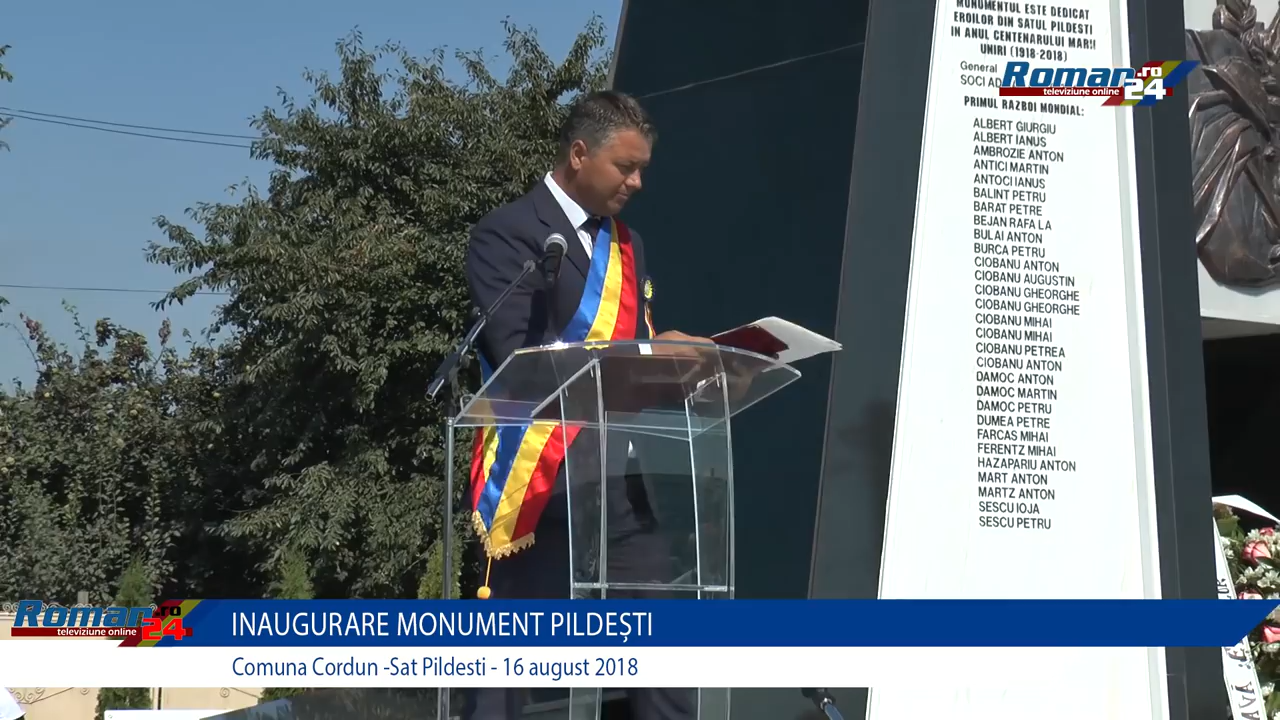 MONUMENTUL ESTE DEDICAT
EROILOR DIN SATUL PILDESTI
IN ANUL CENTENARULUI MARII
UNIRI (1918-2018)
General
SOCI
PRIMUL RAZBOI MONDIAL:
ALBERT GIURGIU
ALBERT IANUS
AMBROZIE ANTON
ANTICI MARTIN
ANTOCI IANUS
BALINT PETRU
BARAT PETRE
BEJAN RAFA LA
BULAI ANTON
BURCA PETRU
CIOBANU ANTON
CIOBANU AUGUSTIN
CIOBANU GHEORGHE
CIOBANU GHEORGHE
CIOBANU MIHAI
CIOBANU MIHAI
CIOBANU PETREA
CIOBANU ANTON
DAMOC ANTON
DAMOC MARTIN
DAMOC PETRU
DUMEA PETRE
FARCAS MIHAI
FERENTZ MIHAI
HAZAPARIU ANTON
MART ANTON
MARTZ ANTON
SESCU IOJA
SESCU PETRU
Roman24.ro
televiziune online
Roman24.ro
televiziune online
INAUGURARE MONUMENT PILDEȘTI
Comuna Cordun -Sat Pildesti - 16 august 2018